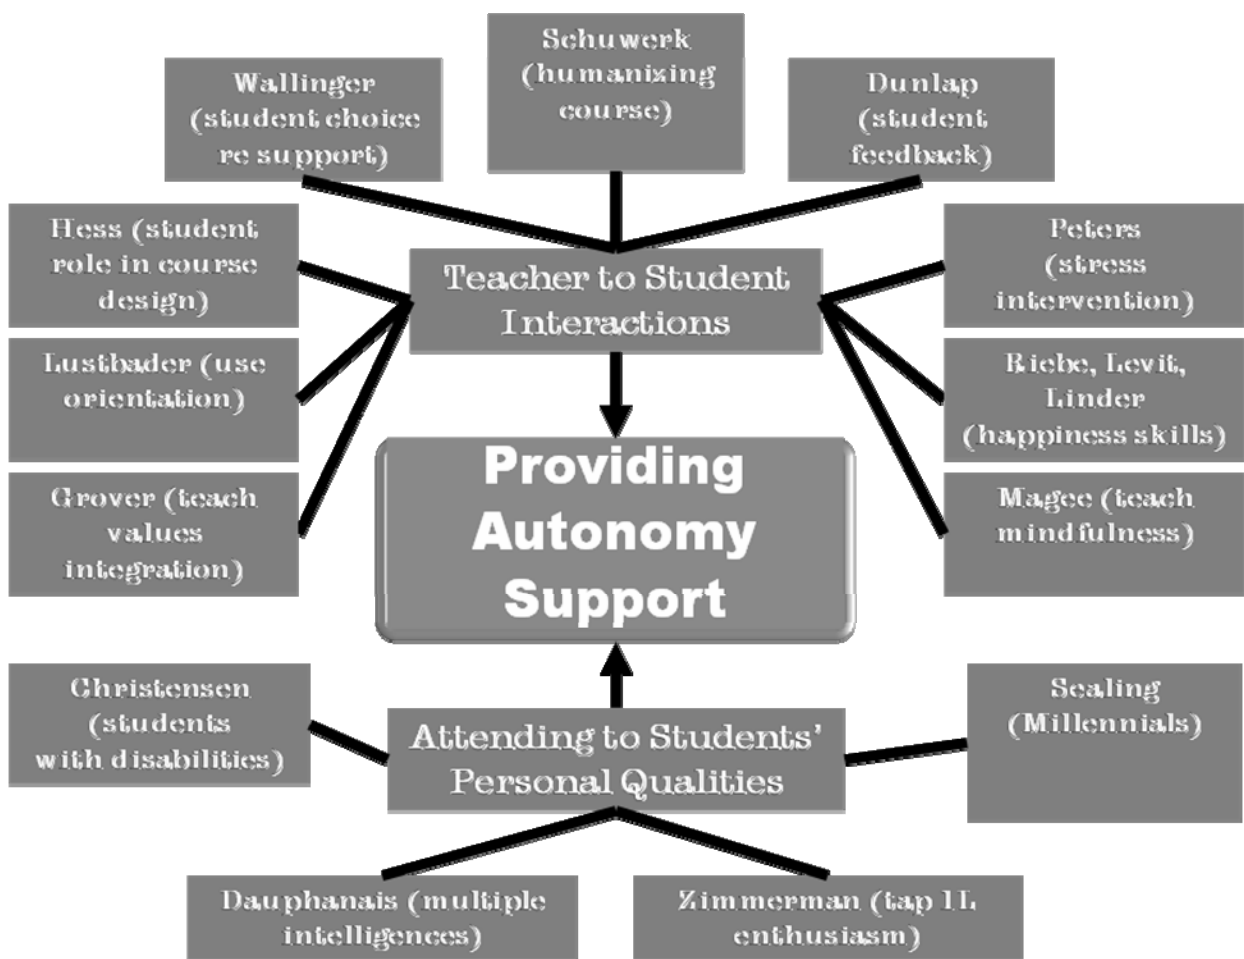 Schuwerk
(humanizing
course)
Wallinger
(student choice
re support)
Dunlap
(student
feedback)
Hess (student
role in course
design)
Teacher to Student
Interactions
Peters
(stress
intervention)
Lustbader (use
orientation)
Riebe, Levit,
Linder
(happiness skills)
Providing
Autonomy
Support
Grover (teach
values
integration)
Magee (teach
mindfulness)
Christensen
(students
with disabilities)
Attending to Students'
Personal Qualities
Sealing
(Millennials)
Dauphanais (multiple
intelligences)
Zimmerman (tap 1L
enthusiasm)